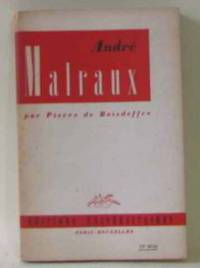 André
Malraux
par Pierre de Boisdeffre
EDITIONS UNIVERSITAIRES
PARIS-BRUXELLES